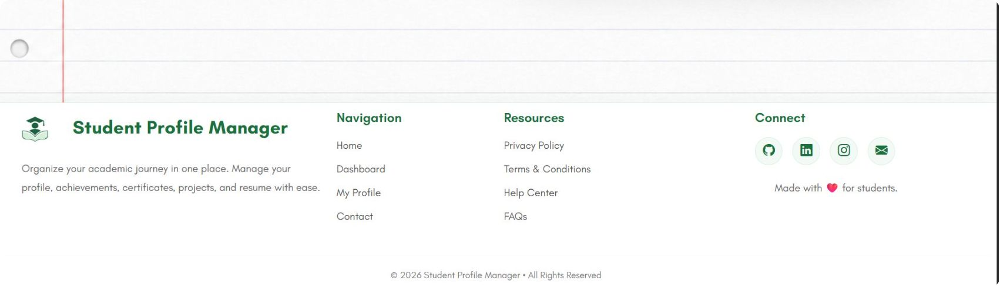 Student Profile Manager
Organize your academic journey in one place. Manage your
profile, achievements, certificates, projects, and resume with ease.
Navigation
Home
Dashboard
My Profile
Contact
Resources
Privacy Policy
Terms & Conditions
Help Center
FAQs
Connect
Made with ❤️ for students.
© 2026 Student Profile Manager • All Rights Reserved